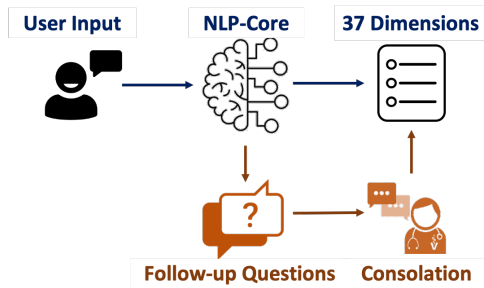 User Input
NLP-Core
37 Dimensions
?
Follow-up Questions
Consolation